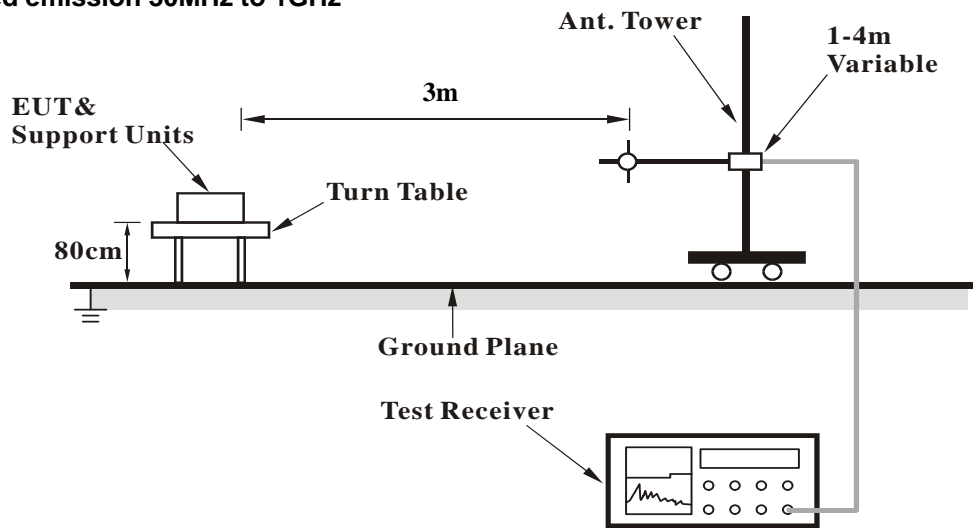 Ant. Tower
1-4m
Variable
3m
EUT&
Support Units
Turn Table
80cm
Ground Plane
Test Receiver